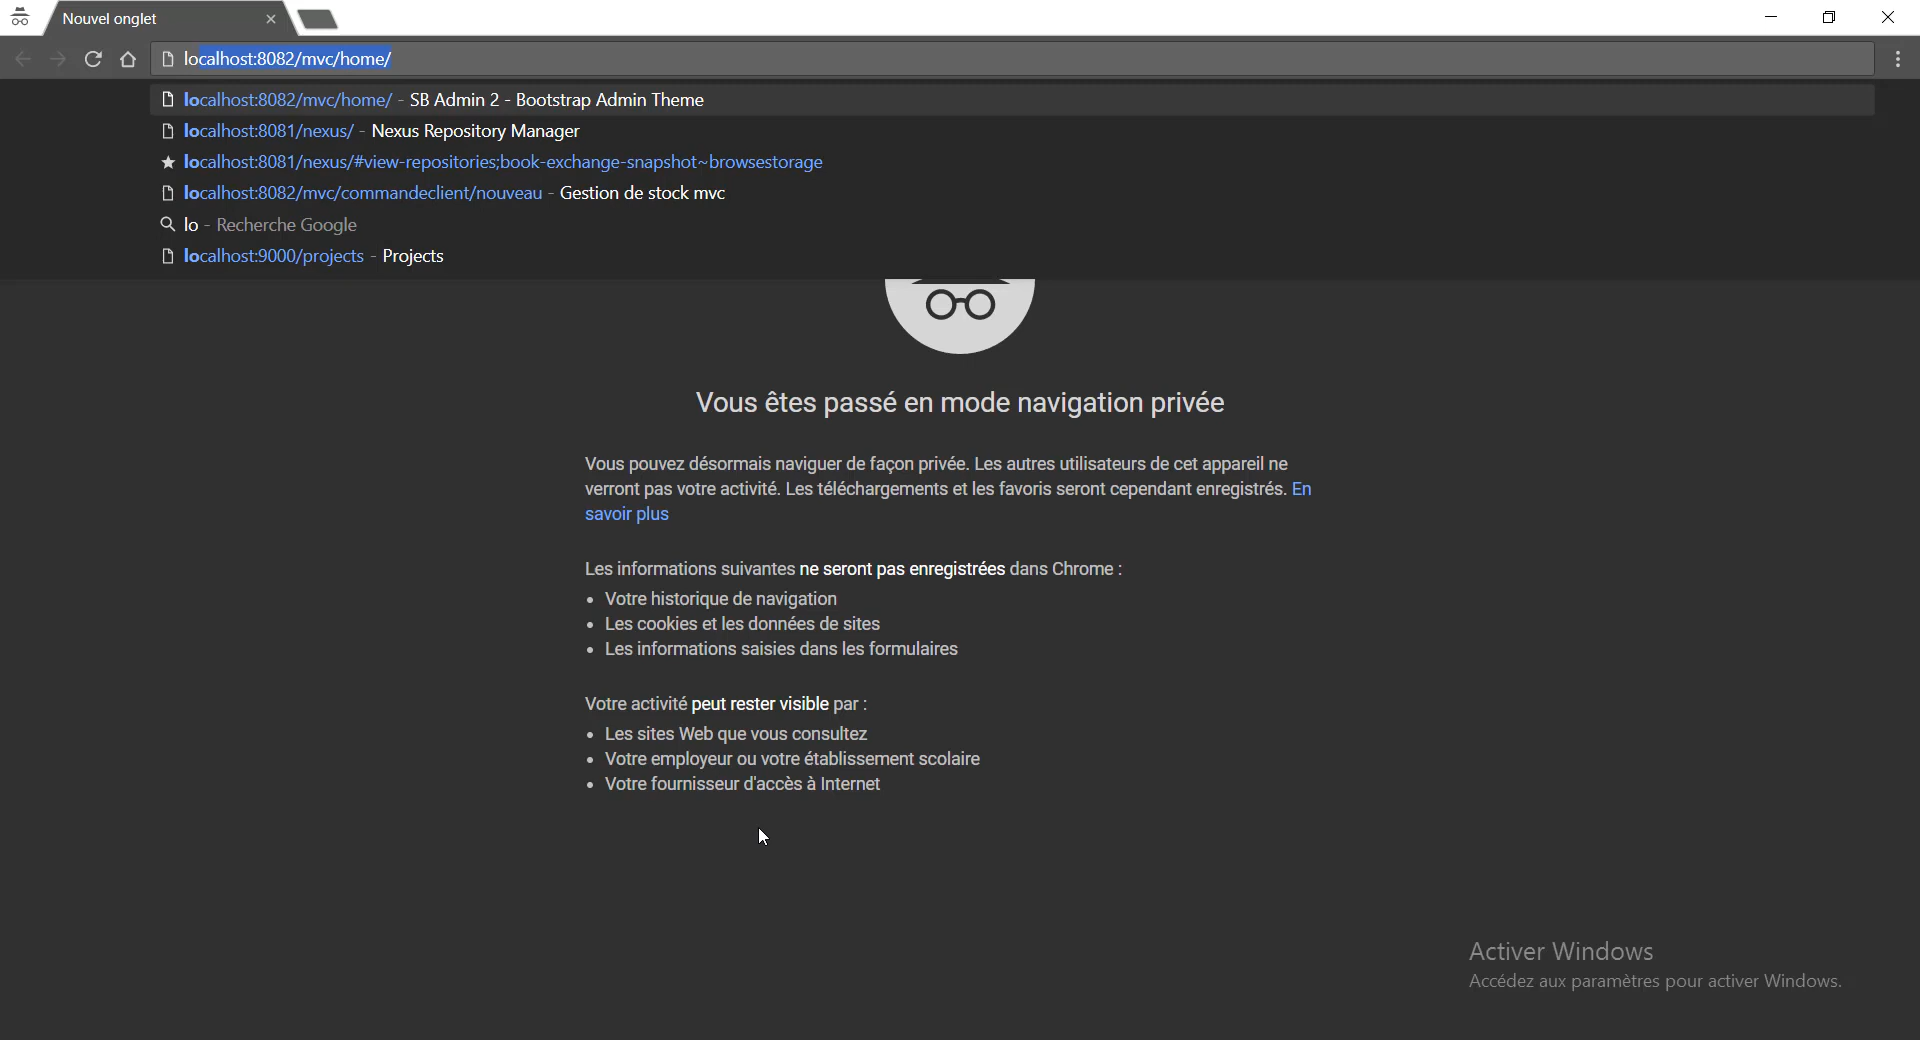 Nouvel onglet
localhost:8082/mvc/home/
localhost:8082/mvc/home/ - SB Admin 2 - Bootstrap Admin Theme
localhost:8081/nexus/ - Nexus Repository Manager
localhost:8081/nexus/#view-repositories;book-exchange-snapshot~browsestorage
localhost:8082/mvc/commandeclient/nouveau - Gestion de stock mvc
lo - Recherche Google
localhost:9000/projects - Projects
Vous êtes passé en mode navigation privée
Vous pouvez désormais naviguer de façon privée. Les autres utilisateurs de cet appareil ne
verront pas votre activité. Les téléchargements et les favoris seront cependant enregistrés. En
savoir plus
Les informations suivantes ne seront pas enregistrées dans Chrome :
• Votre historique de navigation
• Les cookies et les données de sites
• Les informations saisies dans les formulaires
Votre activité peut rester visible par :
• Les sites Web que vous consultez
• Votre employeur ou votre établissement scolaire
• Votre fournisseur d'accès à Internet
Activer Windows
Accédez aux paramètres pour activer Windows.